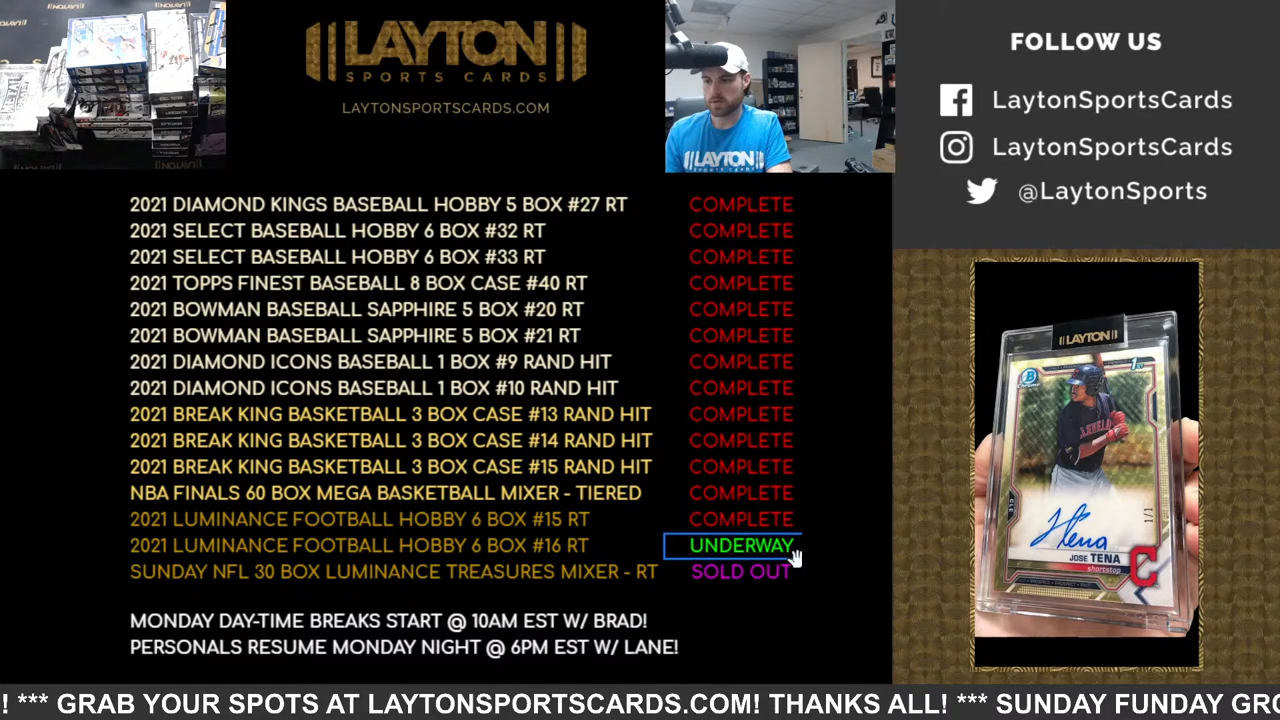 LAYTON
SPORTS CARDS
LAYTONSPORTSCARDS.COM
LAYTON
SPORTS CARDS
FOLLOW US
LaytonSportsCards
LaytonSportsCards
@LaytonSports
2021 DIAMOND KINGS BASEBALL HOBBY 5 BOX #27 RT COMPLETE
2021 SELECT BASEBALL HOBBY 6 BOX #32 RT COMPLETE
2021 SELECT BASEBALL HOBBY 6 BOX #33 RT COMPLETE
2021 TOPPS FINEST BASEBALL 8 BOX CASE #40 RT COMPLETE
2021 BOWMAN BASEBALL SAPPHIRE 5 BOX #20 RT COMPLETE
2021 BOWMAN BASEBALL SAPPHIRE 5 BOX #21 RT COMPLETE
2021 DIAMOND ICONS BASEBALL 1 BOX #9 RAND HIT COMPLETE
2021 DIAMOND ICONS BASEBALL 1 BOX #10 RAND HIT COMPLETE
2021 BREAK KING BASKETBALL 3 BOX CASE #13 RAND HIT COMPLETE
2021 BREAK KING BASKETBALL 3 BOX CASE #14 RAND HIT COMPLETE
2021 BREAK KING BASKETBALL 3 BOX CASE #15 RAND HIT COMPLETE
NBA FINALS 60 BOX MEGA BASKETBALL MIXER - TIERED COMPLETE
2021 LUMINANCE FOOTBALL HOBBY 6 BOX #15 RT COMPLETE
2021 LUMINANCE FOOTBALL HOBBY 6 BOX #16 RT UNDERWAY
SUNDAY NFL 30 BOX LUMINANCE TREASURES MIXER - RT SOLD OUT
MONDAY DAY-TIME BREAKS START @ 10AM EST W/ BRAD!
PERSONALS RESUME MONDAY NIGHT @ 6PM EST W/ LANE!
LAYTON
1st
CLE
1/1
JOSE TENA
shortstop
! *** GRAB YOUR SPOTS AT LAYTONSPORTSCARDS.COM! THANKS ALL! *** SUNDAY FUNDAY GRO